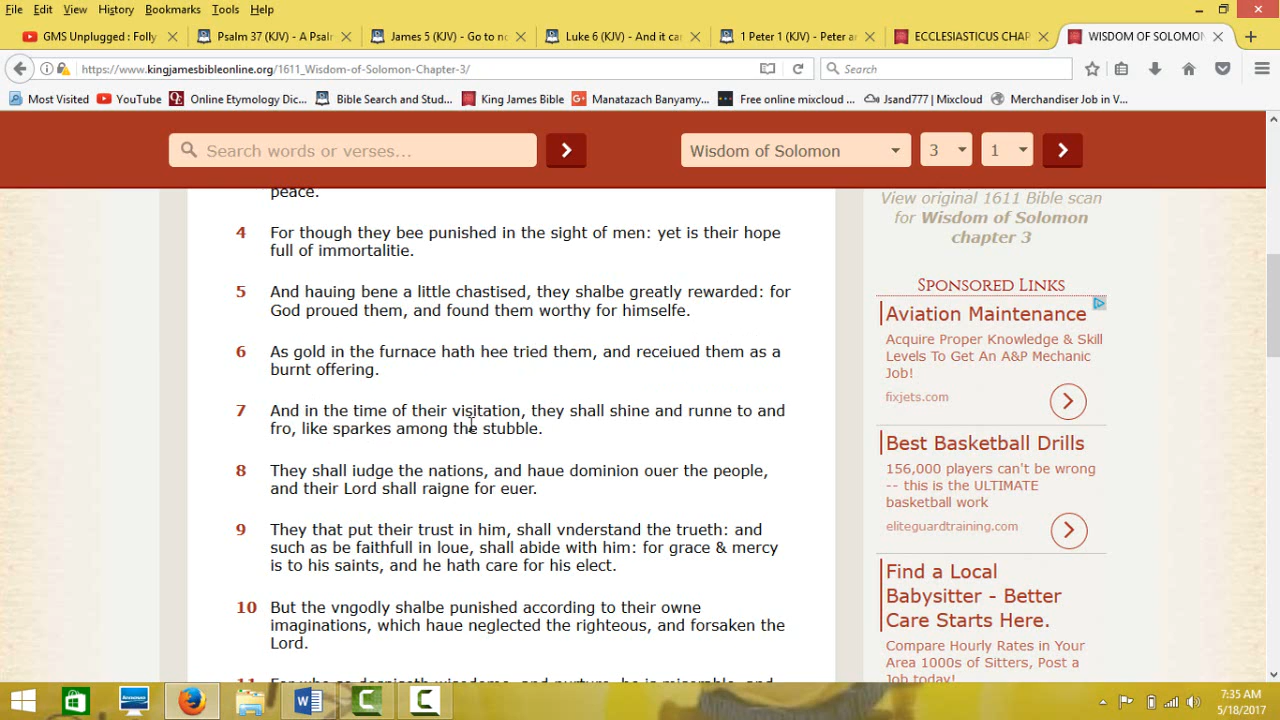 File Edit View History Bookmarks Tools Help
GMS Unplugged : Folly
Psalm 37 (KJV) - A Psalr
James 5 (KJV) - Go to no
Luke 6 (KJV) - And it ca
1 Peter 1 (KJV) - Peter ar
ECCLESIASTICUS CHAP
WISDOM OF SOLOMON
https://www.kingjamesbibleonline.org/1611_Wisdom-of-Solomon-Chapter-3/
Search
Most Visited
YouTube
Online Etymology Dic...
Bible Search and Stud...
King James Bible
Manatazach Banyamy...
Free online mixcloud ...
Jsand777 | Mixcloud
Merchandiser Job in V...
Search words or verses...
Wisdom of Solomon 3 1
peace.
4 For though they bee punished in the sight of men: yet is their hope
full of immortalitie.
5 And hauing bene a little chastised, they shalbe greatly rewarded: for
God proued them, and found them worthy for himselfe.
6 As gold in the furnace hath hee tried them, and receiued them as a
burnt offering.
7 And in the time of their visitation, they shall shine and runne to and
fro, like sparkes among the stubble.
8 They shall iudge the nations, and haue dominion ouer the people,
and their Lord shall raigne for euer.
9 They that put their trust in him, shall vnderstand the trueth: and
such as be faithfull in loue, shall abide with him: for grace & mercy
is to his saints, and he hath care for his elect.
10 But the vngodly shalbe punished according to their owne
imaginations, which haue neglected the righteous, and forsaken the
Lord.
View original 1611 Bible scan
for Wisdom of Solomon
chapter 3
SPONSORED LINKS
Aviation Maintenance
Acquire Proper Knowledge & Skill
Levels To Get An A&P Mechanic
Job!
fixjets.com
Best Basketball Drills
156,000 players can't be wrong
-- this is the ULTIMATE
basketball work
eliteguardtraining.com
Find a Local
Babysitter - Better
Care Starts Here.
Compare Hourly Rates in Your
Area 1000s of Sitters, Post a
Job today!
7:35 AM
5/18/2017